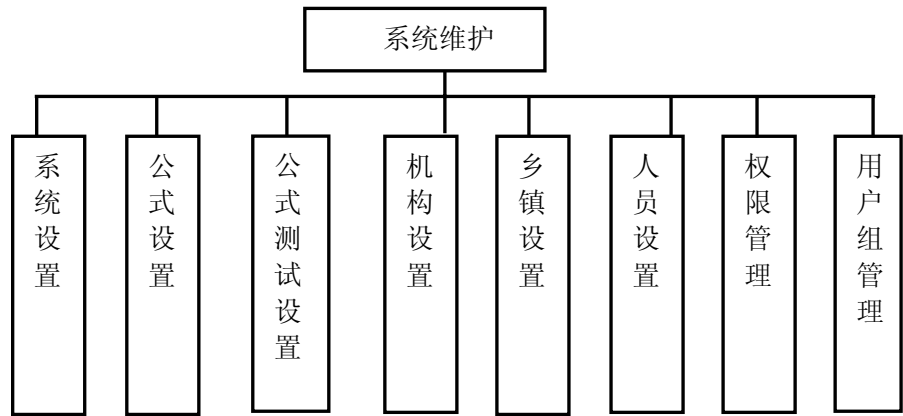 系统维护
系统设置
公式设置
公式测试设置
机构设置
乡镇设置
人员设置
权限管理
用户组管理